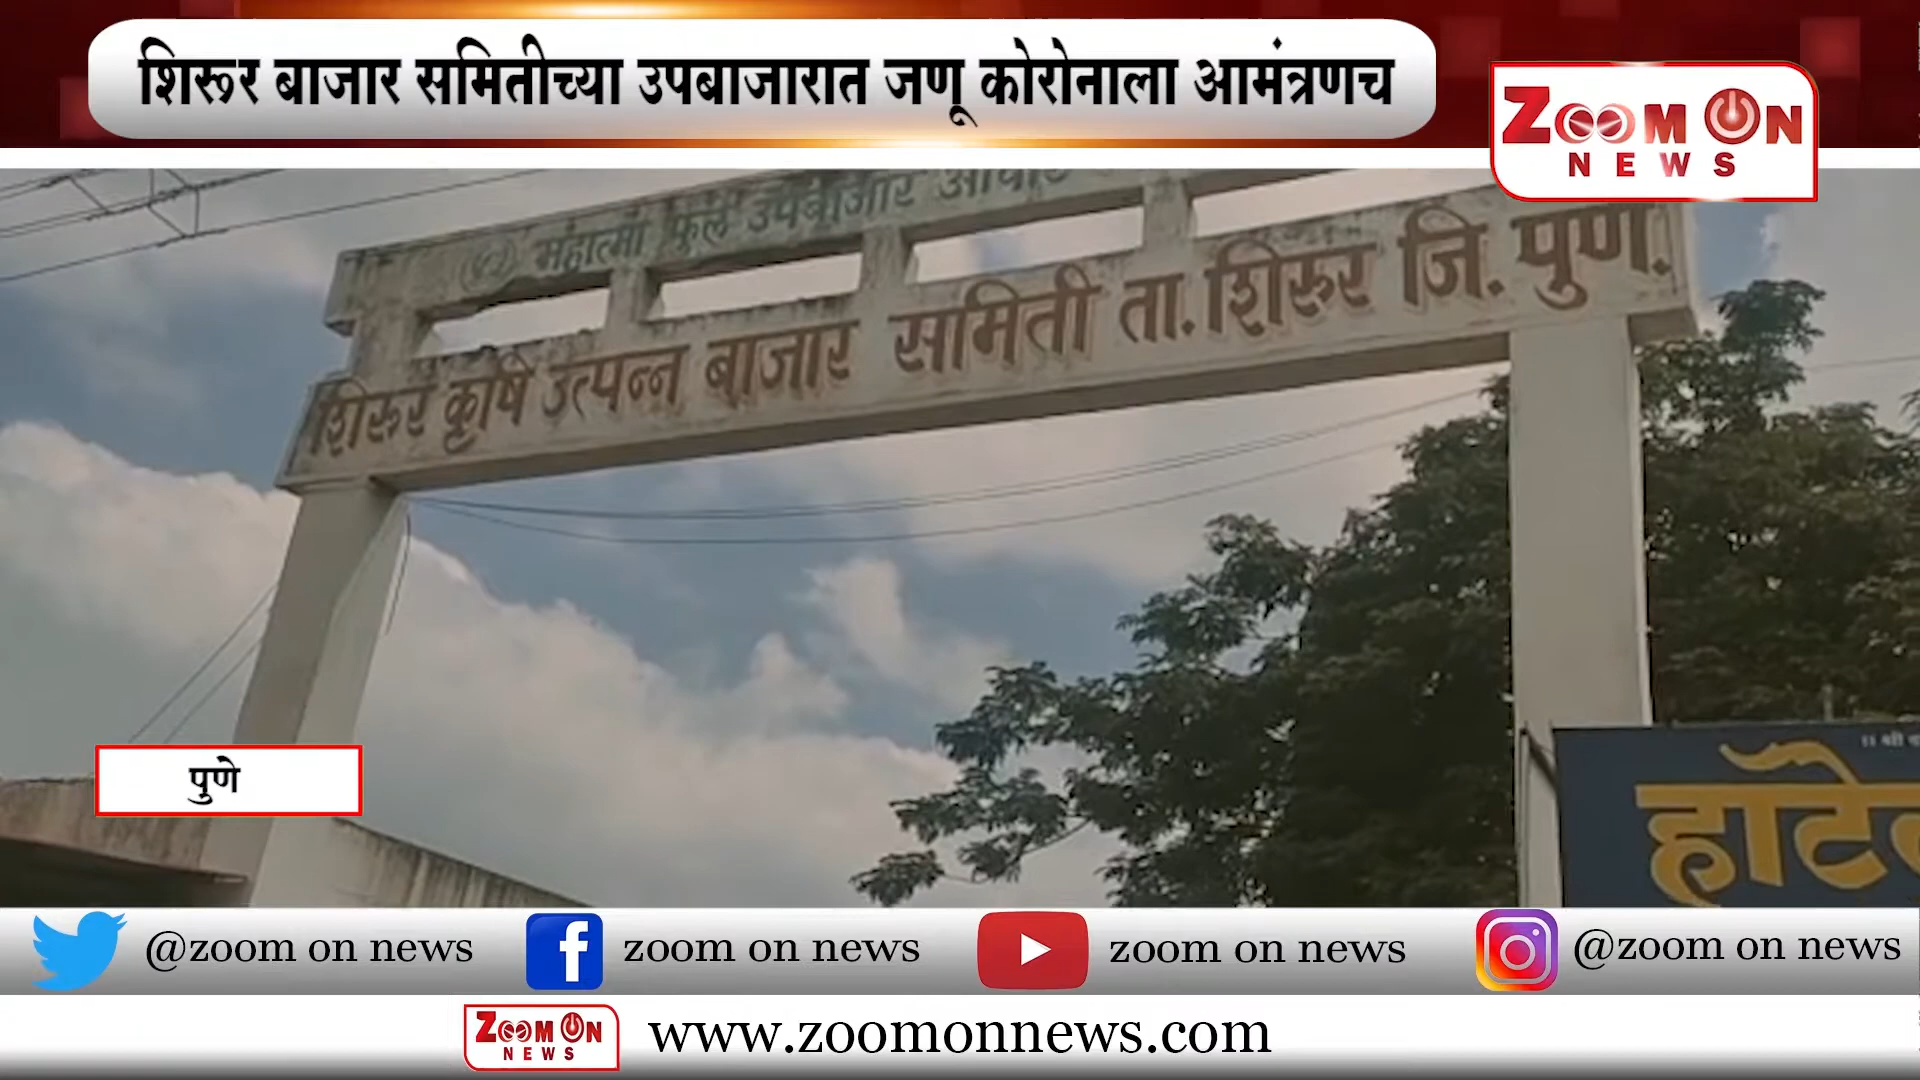 शिरूर बाजार समितीच्या उपबाजारात जणू कोरोनाला आमंत्रणच
ZOOM ON
NEWS
महात्मा फुले उपबाजार आवार
शिरूर कृषि उत्पन्न बाजार समिती ता. शिरुर जि. पुणे.
पुणे
हॉटेल
@zoom on news
zoom on news
zoom on news
@zoom on news
ZOOM ON
NEWS
www.zoomonnews.com